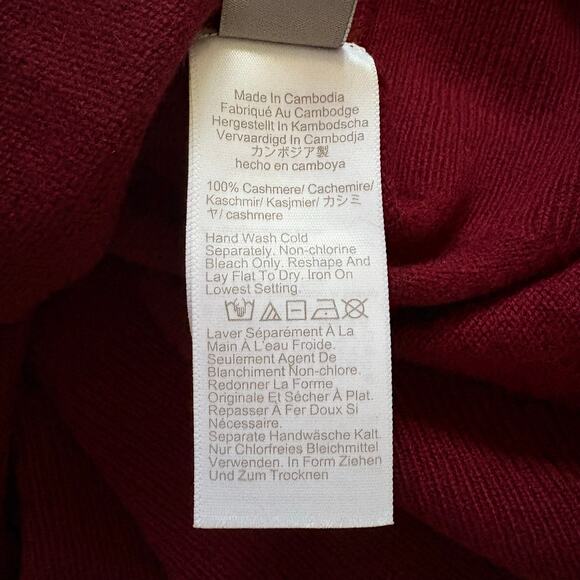 Made In Cambodia
Fabriqué Au Cambodge
Hergestellt In Kambodscha
Vervaardigd In Cambodja
カンボジア製
hecho en camboya
100% Cashmere/ Cachemire/
Kaschmir/ Kasjmier/ カシミ
ヤ/ cashmere
Hand Wash Cold
Separately. Non-chlorine
Bleach Only. Reshape And
Lay Flat To Dry. Iron On
Lowest Setting.
Laver Séparément À La
Main À L'eau Froide.
Seulement Agent De
Blanchiment Non-chlore.
Redonner La Forme
Originale Et Sécher À Plat.
Repasser À Fer Doux Si
Nécessaire.
Separate Handwäsche Kalt.
Nur Chlorfreies Bleichmittel
Verwenden. In Form Ziehen
Und Zum Trocknen